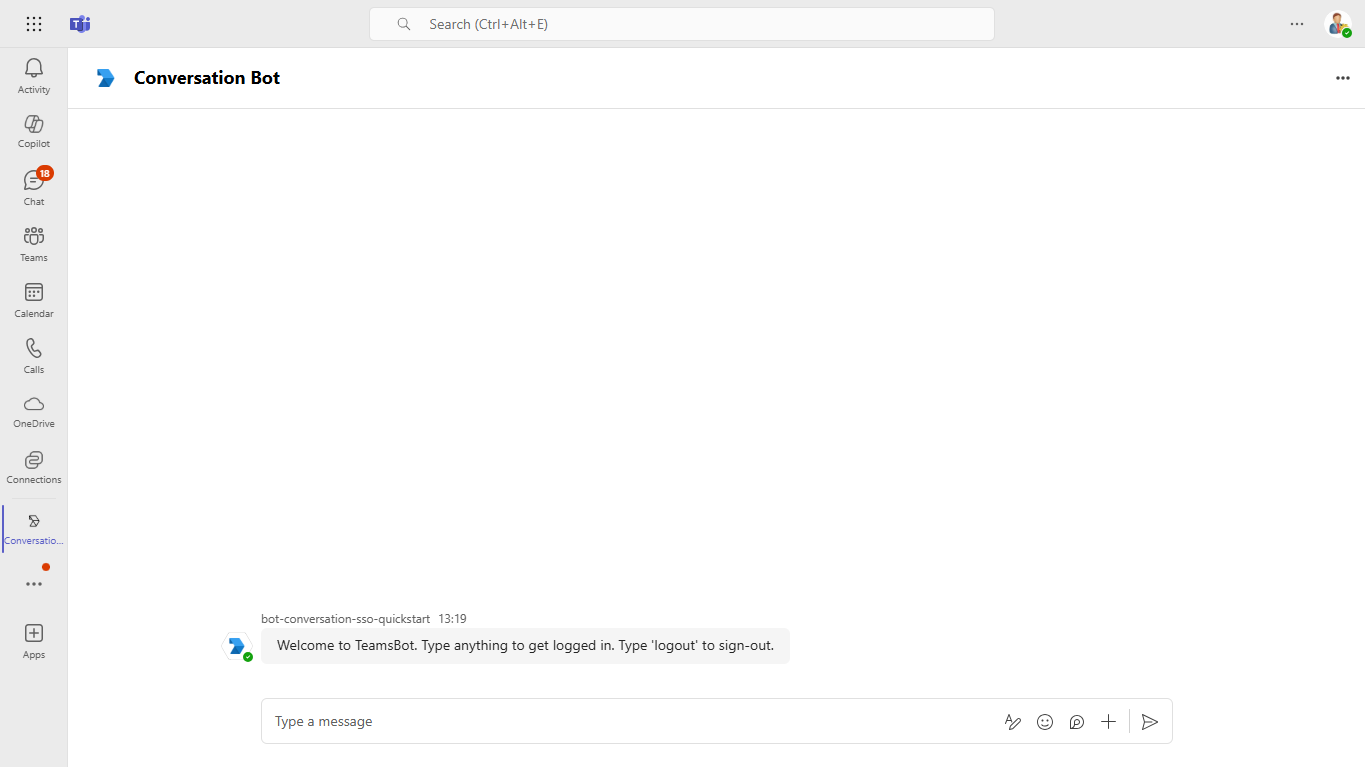 Search (Ctrl+Alt+E)
Activity
Copilot
18
Chat
Teams
Calendar
Calls
OneDrive
Connections
Conversatio...
Apps
Conversation Bot
bot-conversation-sso-quickstart 13:19
Welcome to TeamsBot. Type anything to get logged in. Type 'logout' to sign-out.
Type a message